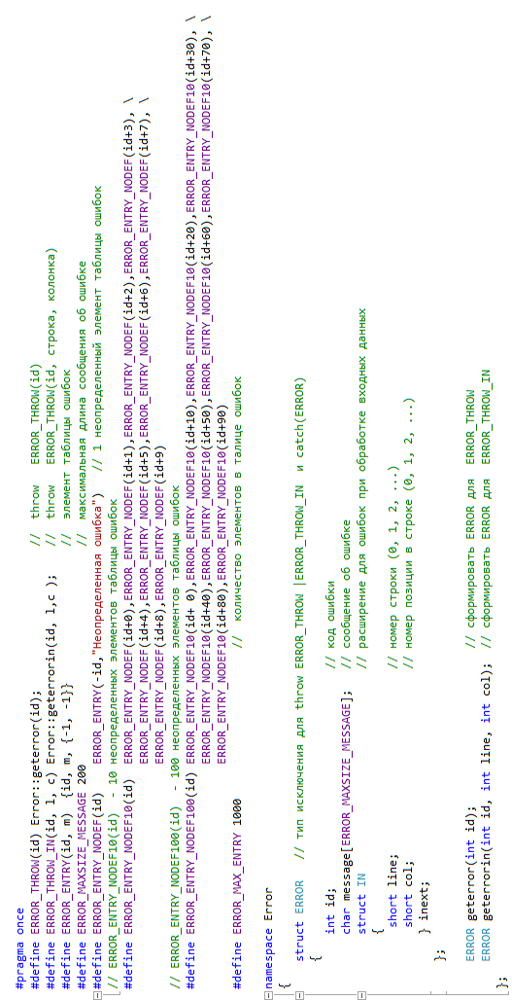 #pragma once
#define ERROR_THROW(id) Error::geterror(id);                    // throw  ERROR_THROW(id)
#define ERROR_THROW_IN(id, l, c) Error::geterrorin(id, l,c );   // throw  ERROR_THROW(id, строка, колонка)
#define ERROR_ENTRY(id, m)  {id, m, {-1, -1}}                   // элемент таблицы ошибок
#define ERROR_MAXSIZE_MESSAGE 200                               // максимальная длина сообщения об ошибке
#define ERROR_ENTRY_NODEF(id)    ERROR_ENTRY(-id,"Неопределенная ошибка")   // 1 неопределенный элемент таблицы ошибок
// ERROR_ENTRY_NODEF10(id)  - 10 неопределенных элементов таблицы ошибок
#define ERROR_ENTRY_NODEF10(id)  ERROR_ENTRY_NODEF(id+0),ERROR_ENTRY_NODEF(id+1),ERROR_ENTRY_NODEF(id+2),ERROR_ENTRY_NODEF(id+3), \
ERROR_ENTRY_NODEF(id+4),ERROR_ENTRY_NODEF(id+5),ERROR_ENTRY_NODEF(id+6),ERROR_ENTRY_NODEF(id+7), \
ERROR_ENTRY_NODEF(id+8),ERROR_ENTRY_NODEF(id+9)
// ERROR_ENTRY_NODEF100(id)  - 100 неопределенных элементов таблицы ошибок
#define ERROR_ENTRY_NODEF100(id) ERROR_ENTRY_NODEF10(id+ 0),ERROR_ENTRY_NODEF10(id+10),ERROR_ENTRY_NODEF10(id+20),ERROR_ENTRY_NODEF10(id+30), \
ERROR_ENTRY_NODEF10(id+40),ERROR_ENTRY_NODEF10(id+50),ERROR_ENTRY_NODEF10(id+60),ERROR_ENTRY_NODEF10(id+70), \
ERROR_ENTRY_NODEF10(id+80),ERROR_ENTRY_NODEF10(id+90)
#define ERROR_MAX_ENTRY 1000                     //  количество элементов в талице ошибок
namespace Error
{
struct ERROR   // тип исключения для throw ERROR_THROW |ERROR_THROW_IN  и catch(ERROR)
{
int id;                                  // код ошибки
char message[ERROR_MAXSIZE_MESSAGE];     // сообщение об ошибке
struct IN                                // расширение для ошибок при обработке входных данных
{
short line;                              // номер строки (0, 1, 2, ...)
short col;                               // номер позиции в строке (0, 1, 2, ...)
} inext;
};
ERROR geterror(int id);                          // сформировать ERROR для  ERROR_THROW
ERROR geterrorin(int id, int line, int col);     // сформировать ERROR для  ERROR_THROW_IN
};